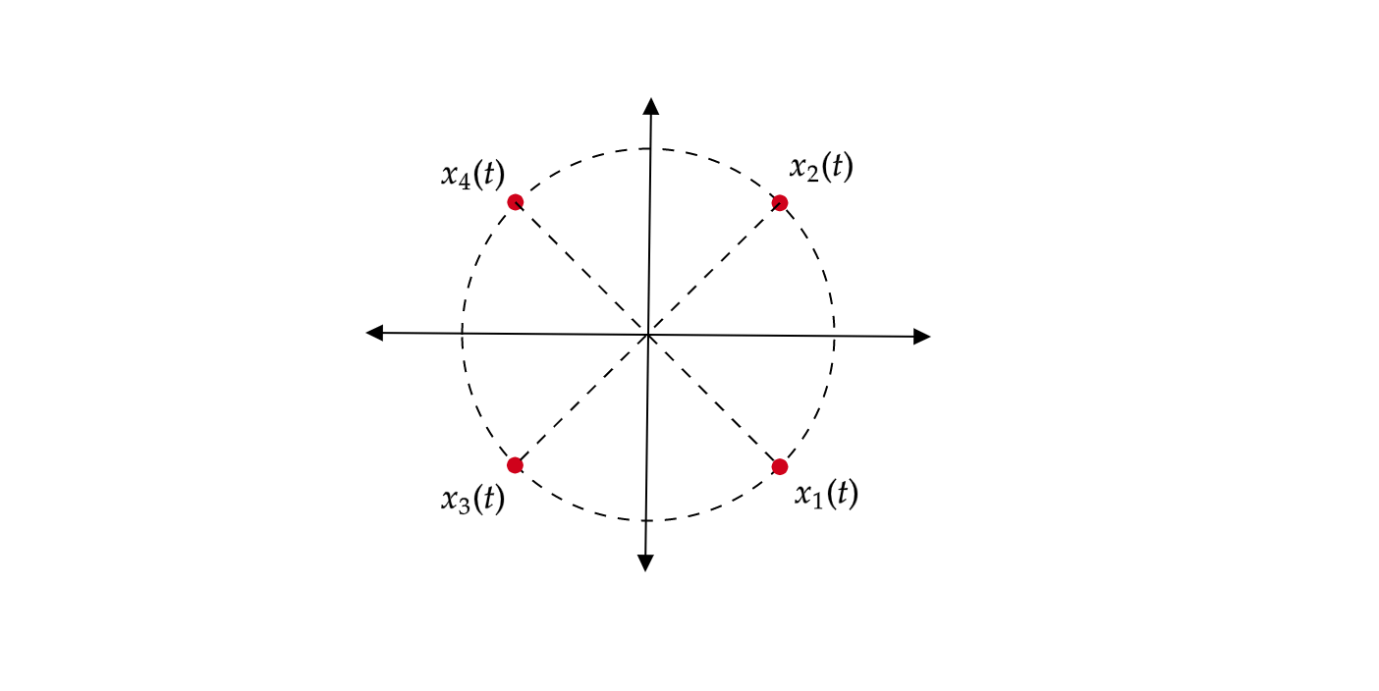 x₄(t)
x₂(t)
x₃(t)
x₁(t)